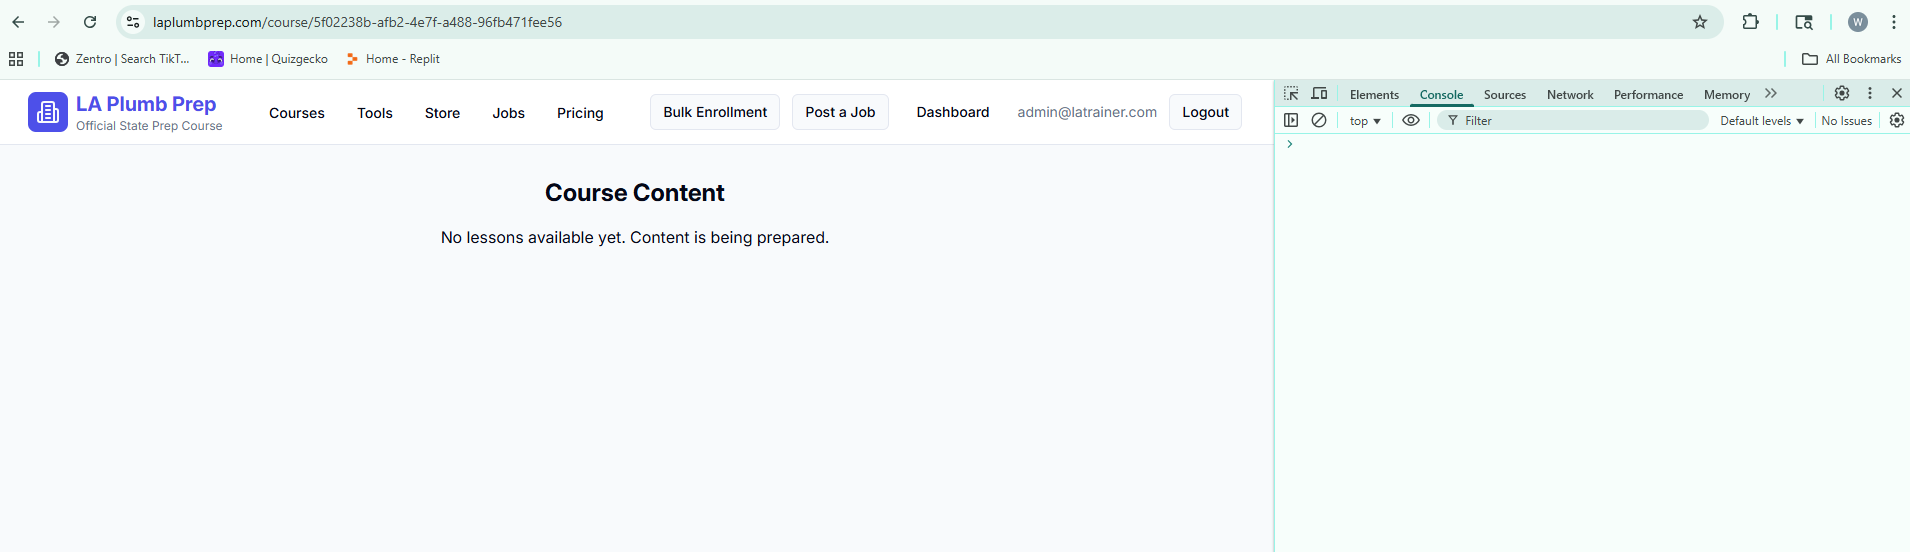 laplumbprep.com/course/5f02238b-afb2-4e7f-a488-96fb471fee56
W
Zentro | Search TikT...
Home | Quizgecko
Home - Replit
All Bookmarks
LA Plumb Prep
Official State Prep Course
Courses
Tools
Store
Jobs
Pricing
Bulk Enrollment
Post a Job
Dashboard
admin@latrainer.com
Logout
Course Content
No lessons available yet. Content is being prepared.
Elements
Console
Sources
Network
Performance
Memory
top
Filter
Default levels
No Issues